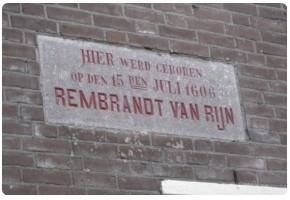 HIER WERD GEBOREN
OP DEN 15 DEN JULI 1606
REMBRANDT VAN RIJN